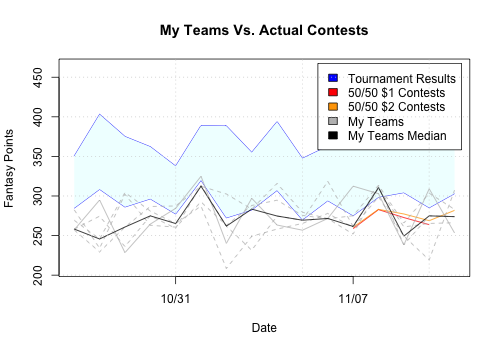 My Teams Vs. Actual Contests
Fantasy Points
450
400
350
300
250
200
Tournament Results
50/50 $1 Contests
50/50 $2 Contests
My Teams
My Teams Median
10/31
11/07
Date